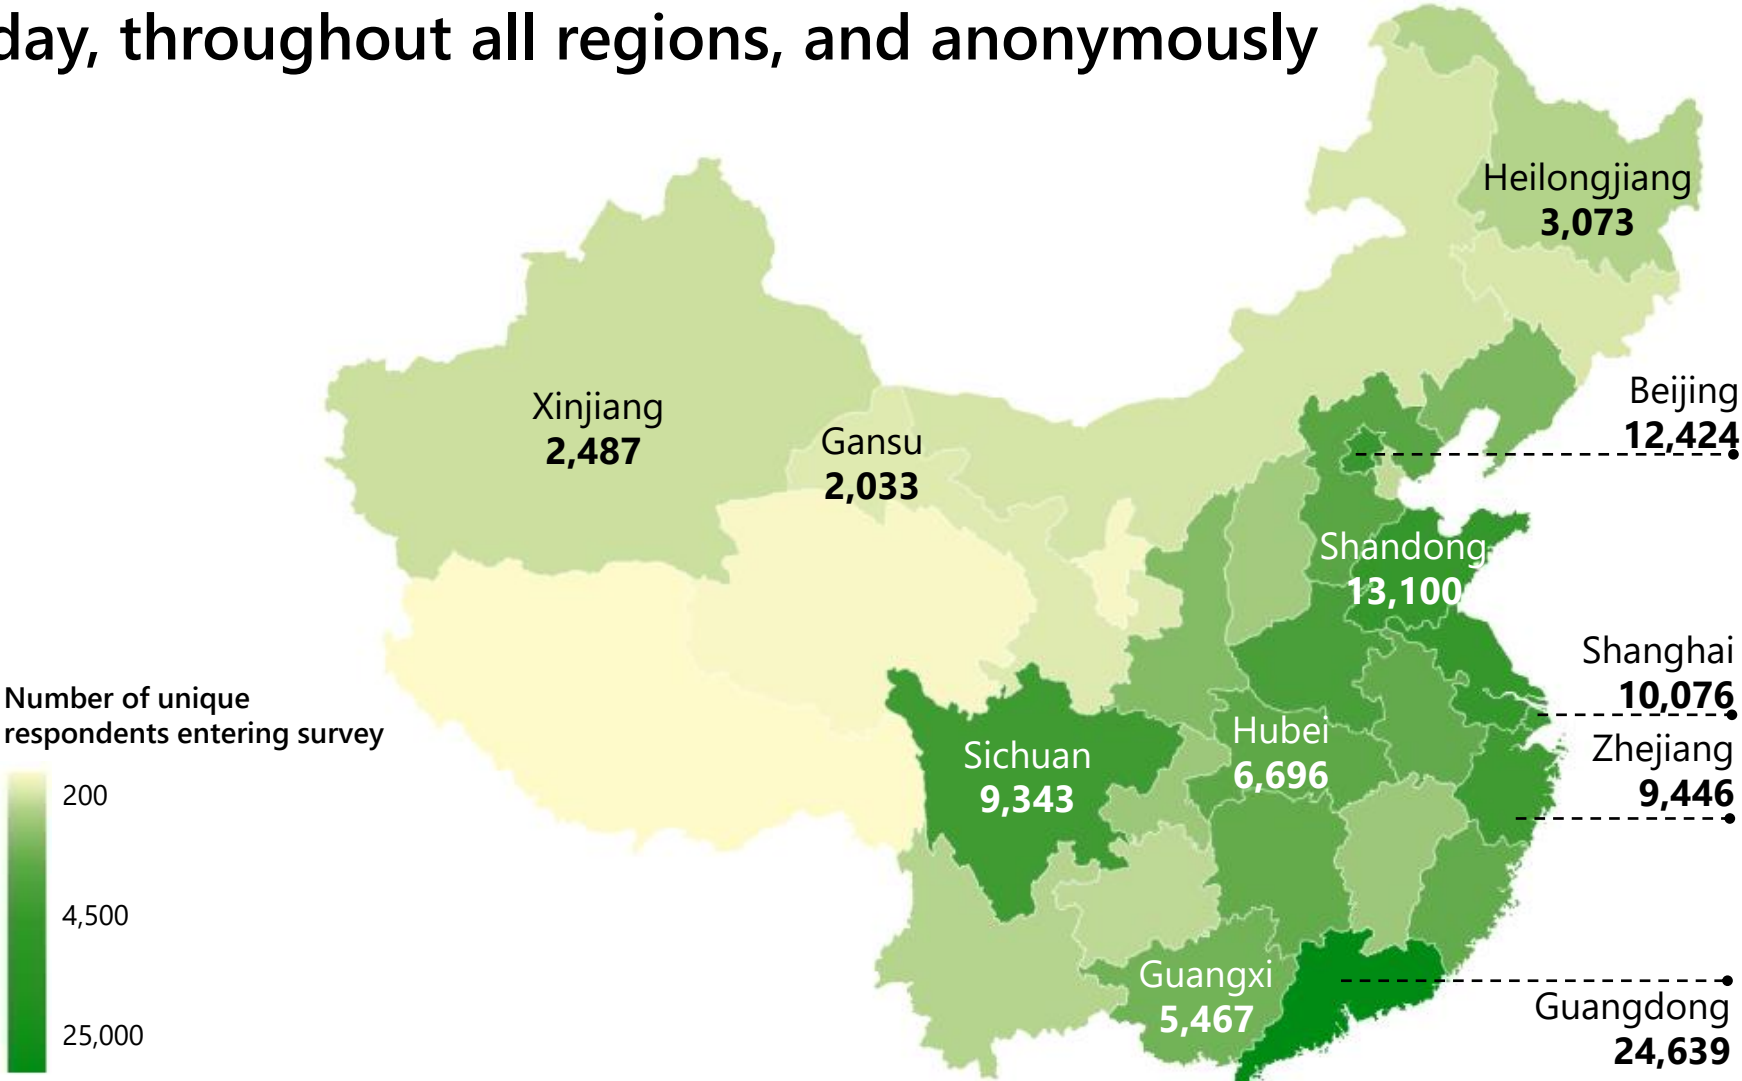 day, throughout all regions, and anonymously
Heilongjiang
3,073
Xinjiang
2,487
Gansu
2,033
Beijing
12,424
Shandong
13,100
Shanghai
10,076
Zhejiang
9,446
Hubei
6,696
Sichuan
9,343
Guangxi
5,467
Guangdong
24,639
Number of unique
respondents entering survey
200
4,500
25,000